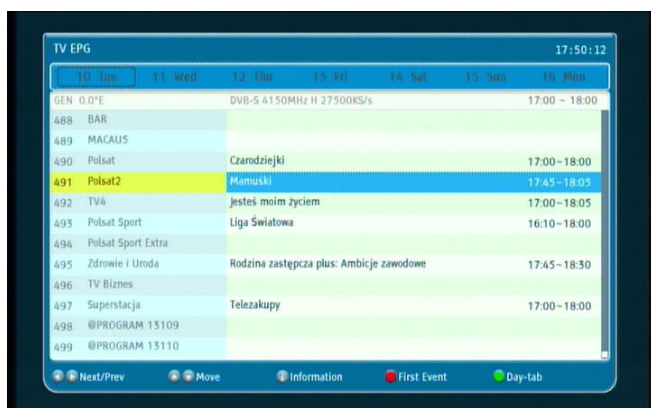 TV EPG 17:50:12
10 Tue 11 Wed 12 Thu 13 Fri 14 Sat 15 Sun 16 Mon
GEN 0.0°E DVB-S 4150MHz H 27500KS/s 17:00 - 18:00
488 BAR
489 MACAU5
490 Polsat Czarodziejki 17:00~18:00
491 Polsat2 Mamuśki 17:45~18:05
492 TV4 Jesteś moim życiem 17:00~18:05
493 Polsat Sport Liga Światowa 16:10~18:00
494 Polsat Sport Extra
495 Zdrowie i Uroda Rodzina zastępcza plus: Ambicje zawodowe 17:45~18:30
496 TV Biznes
497 Superstacja Telezakupy 17:00~18:00
498 @PROGRAM 13109
499 @PROGRAM 13110
Next/Prev Move Information First Event Day-tab